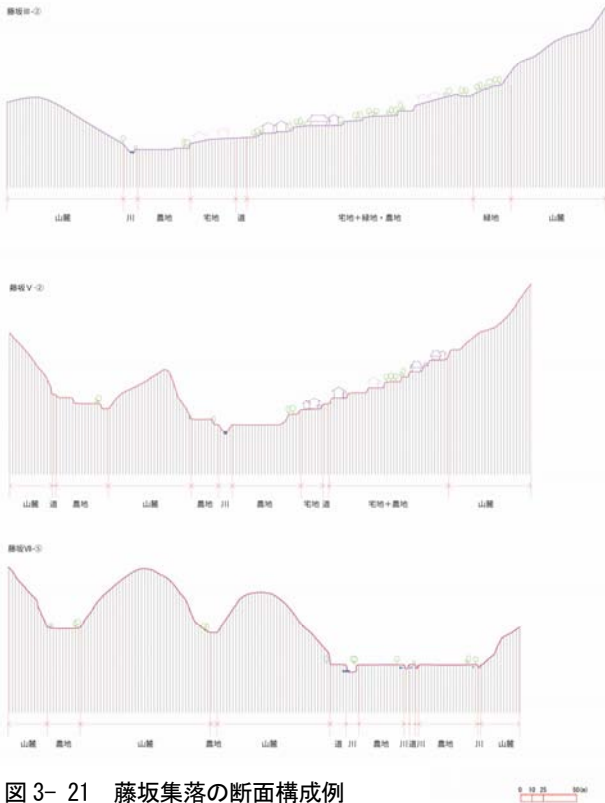 藤坂Ⅲ-②
山麓 川 農地 宅地 道 宅地+緑地・農地 緑地 山麓
藤坂Ⅴ-②
山麓 道 農地 山麓 農地 川 農地 宅地 道 宅地+農地 山麓
藤坂Ⅶ-⑤
山麓 農地 山麓 農地 山麓 道 川 農地 川 道 川 農地 川 山麓
図 3- 21 藤坂集落の断面構成例
0 10 25 50(m)